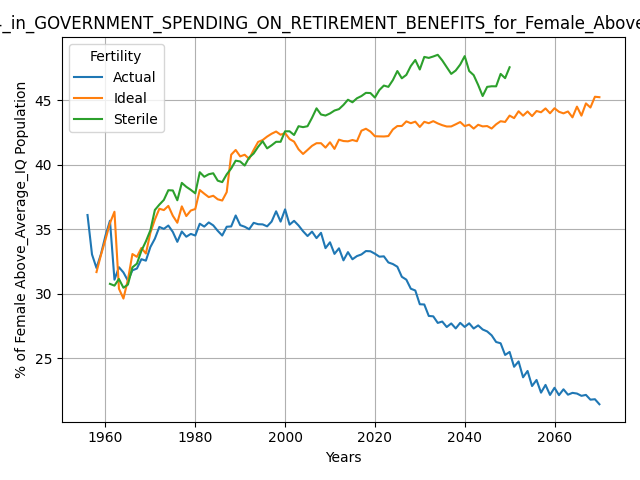 _in_GOVERNMENT_SPENDING_ON_RETIREMENT_BENEFITS_for_Female_Above
Fertility
Actual
Ideal
Sterile
% of Female Above_Average_IQ Population
45
40
35
30
25
1960 1980 2000 2020 2040 2060
Years